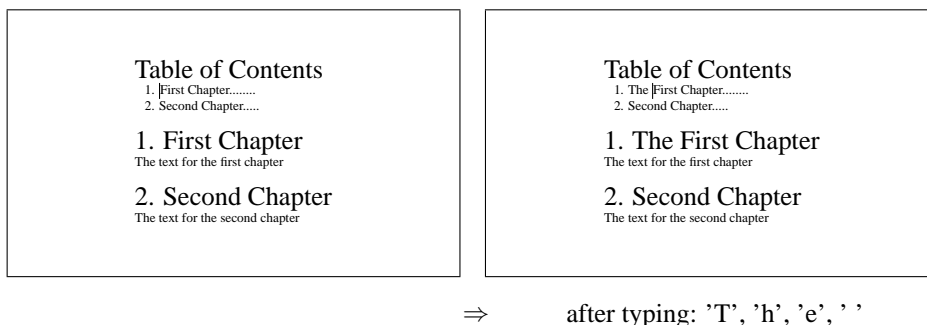 Table of Contents
1. First Chapter........
2. Second Chapter.....
1. First Chapter
The text for the first chapter
2. Second Chapter
The text for the second chapter
Table of Contents
1. The First Chapter........
2. Second Chapter.....
1. The First Chapter
The text for the first chapter
2. Second Chapter
The text for the second chapter
⇒ after typing: ’T’, ’h’, ’e’, ’ ’